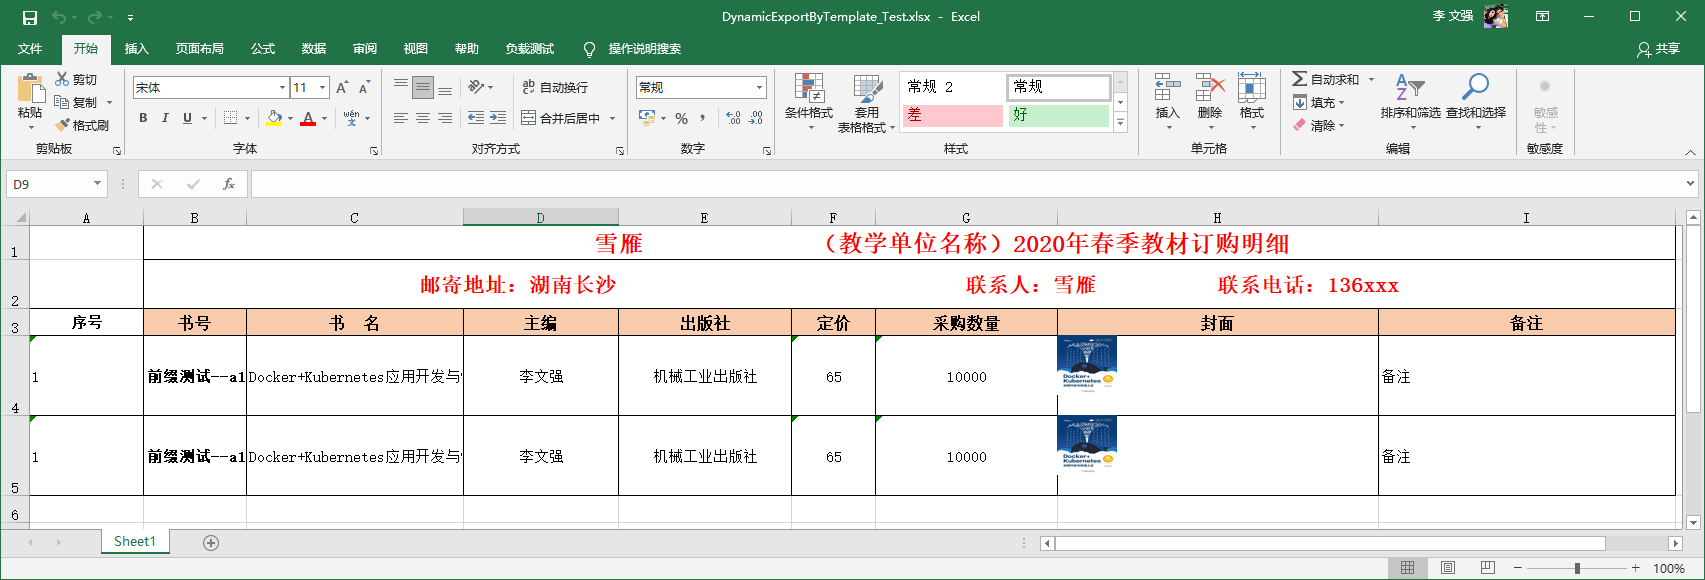 DynamicExportByTemplate_Test.xlsx - Excel
李 文强
文件 开始 插入 页面布局 公式 数据 审阅 视图 帮助 负载测试 操作说明搜索 共享
粘贴 剪切 复制 格式刷
宋体 11
B I U A wén
自动换行
合并后居中
常规
% ,
条件格式 套用 表格格式
常规 2 常规
差 好
插入 删除 格式
自动求和
填充
清除
排序和筛选 查找和选择
敏感性
剪贴板 字体 对齐方式 数字 样式 单元格 编辑 敏感度
D9 fx
A B C D E F G H I
1 雪雁 （教学单位名称）2020年春季教材订购明细
2 邮寄地址：湖南长沙 联系人：雪雁 联系电话：136xxx
3 序号 书号 书 名 主编 出版社 定价 采购数量 封面 备注
4 1 前缀测试--a1 Docker+Kubernetes应用开发与 李文强 机械工业出版社 65 10000 Docker+ Kubernetes 备注
5 1 前缀测试--a1 Docker+Kubernetes应用开发与 李文强 机械工业出版社 65 10000 Docker+ Kubernetes 备注
6
Sheet1
100%